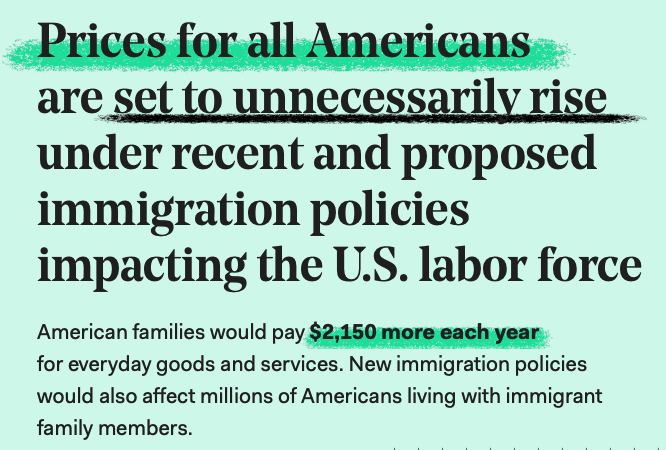 Prices for all Americans
are set to unnecessarily rise
under recent and proposed
immigration policies
impacting the U.S. labor force
American families would pay $2,150 more each year
for everyday goods and services. New immigration policies
would also affect millions of Americans living with immigrant
family members.